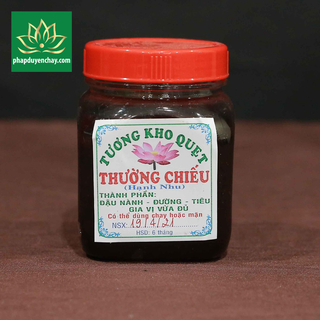 phapduyenchay.com
TƯƠNG KHO QUẸT
THƯỜNG CHIẾU
(Hanh Nhu)
THÀNH PHẦN:
ĐẬU NÀNH - ĐƯỜNG - TIÊU
GIA VỊ VỪA ĐỦ
Có thể dùng chay hoặc mặn
NSX: 19/4/21
HSD: 6 tháng